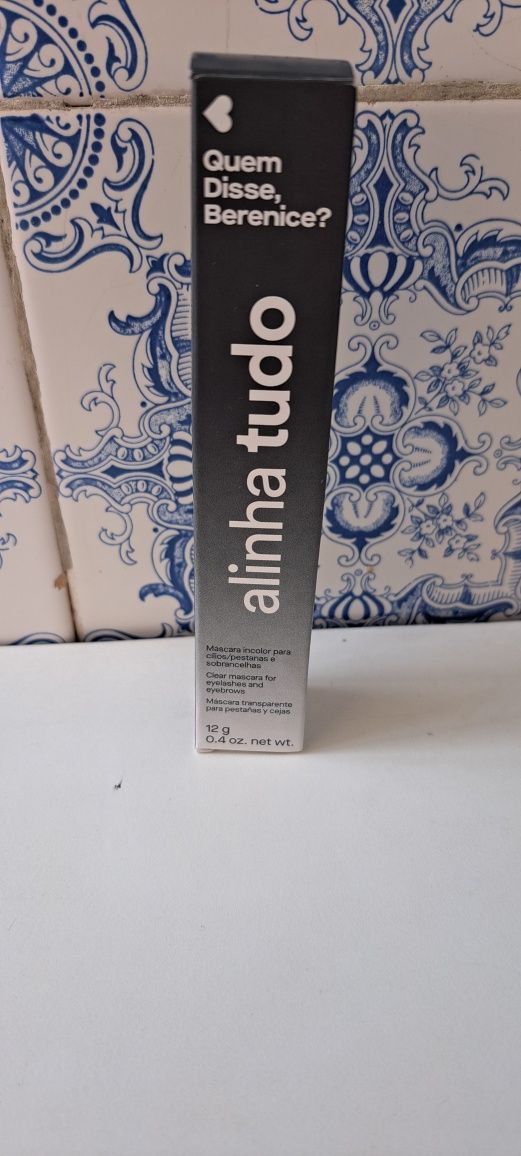 Quem
Disse,
Berenice?
alinha tudo
Mascara incolor para
cílios/pestanas e
sobrancelhas
Clear mascara for
eyelashes and
eyebrows
Máscara transparente
para pestañas y cejas
12 g
0.4 oz. net wt.